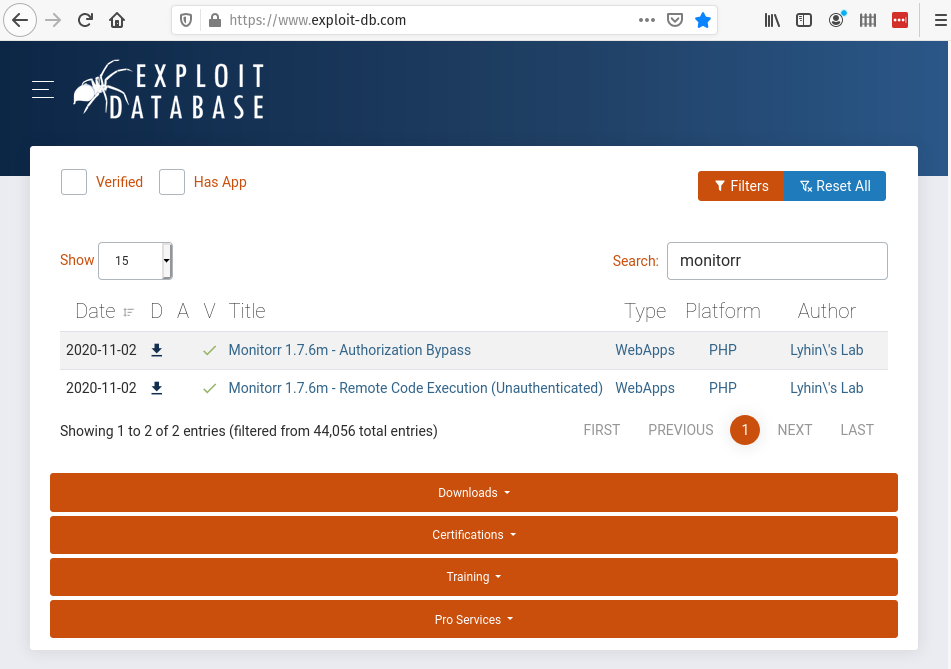 https://www.exploit-db.com
EXPLOIT
DATABASE
Verified Has App
Filters Reset All
Show 15 Search: monitorr
Date D A V Title Type Platform Author
2020-11-02 Monitorr 1.7.6m - Authorization Bypass WebApps PHP Lyhin\'s Lab
2020-11-02 Monitorr 1.7.6m - Remote Code Execution (Unauthenticated) WebApps PHP Lyhin\'s Lab
Showing 1 to 2 of 2 entries (filtered from 44,056 total entries) FIRST PREVIOUS 1 NEXT LAST
Downloads
Certifications
Training
Pro Services